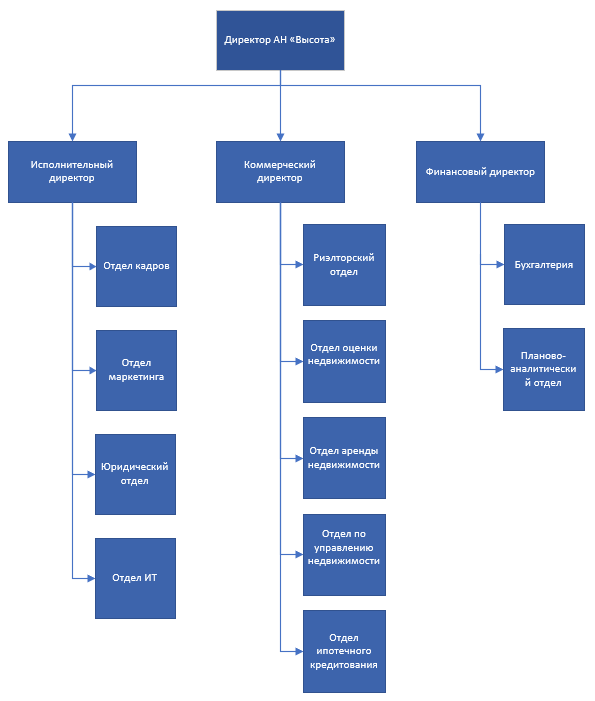 Директор АН «Высота»
Исполнительный
директор
Коммерческий
директор
Финансовый директор
Отдел кадров
Отдел
маркетинга
Юридический
отдел
Отдел ИТ
Риэлторский
отдел
Отдел оценки
недвижимости
Отдел аренды
недвижимости
Отдел по
управлению
недвижимости
Отдел
ипотечного
кредитования
Бухгалтерия
Планово-
аналитически
й отдел